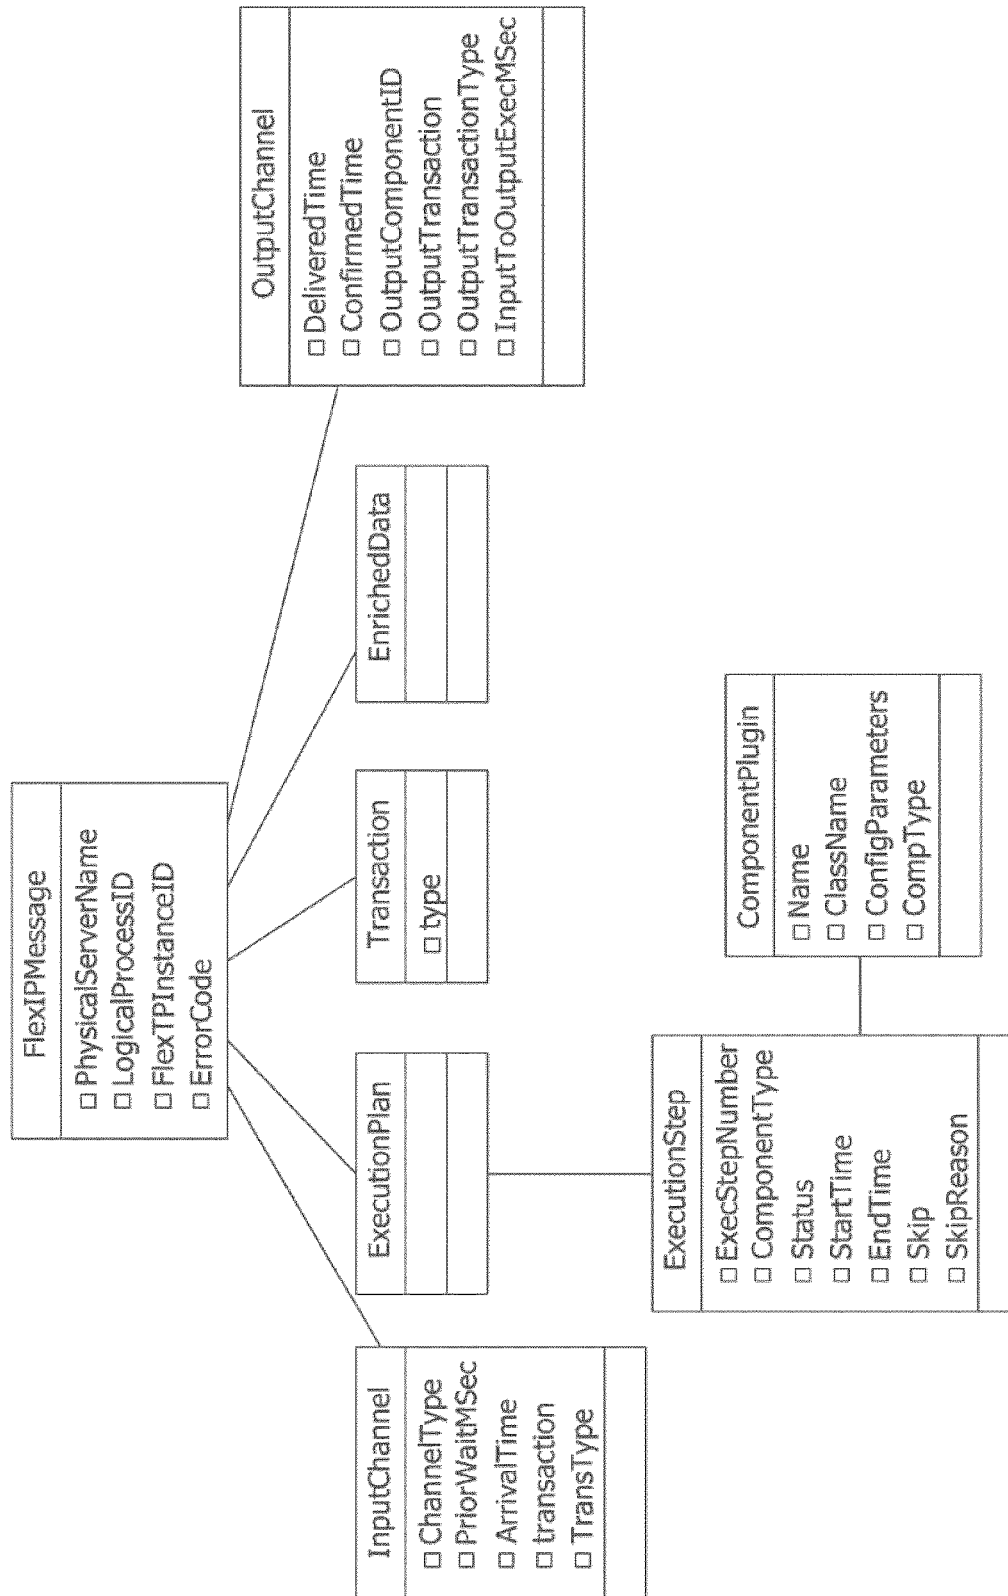 FlexIPMessage
PhysicalServerName
LogicalProcessID
FlexTPInstanceID
ErrorCode
InputChannel
ChannelType
PriorWaitMSec
ArrivalTime
transaction
TransType
ExecutionPlan
Transaction
type
EnrichedData
OutputChannel
DeliveredTime
ConfirmedTime
OutputComponentID
OutputTransaction
OutputTransactionType
InputToOutputExecMSec
ExecutionStep
ExecStepNumber
ComponentType
Status
StartTime
EndTime
Skip
SkipReason
ComponentPlugin
Name
ClassName
ConfigParameters
CompType